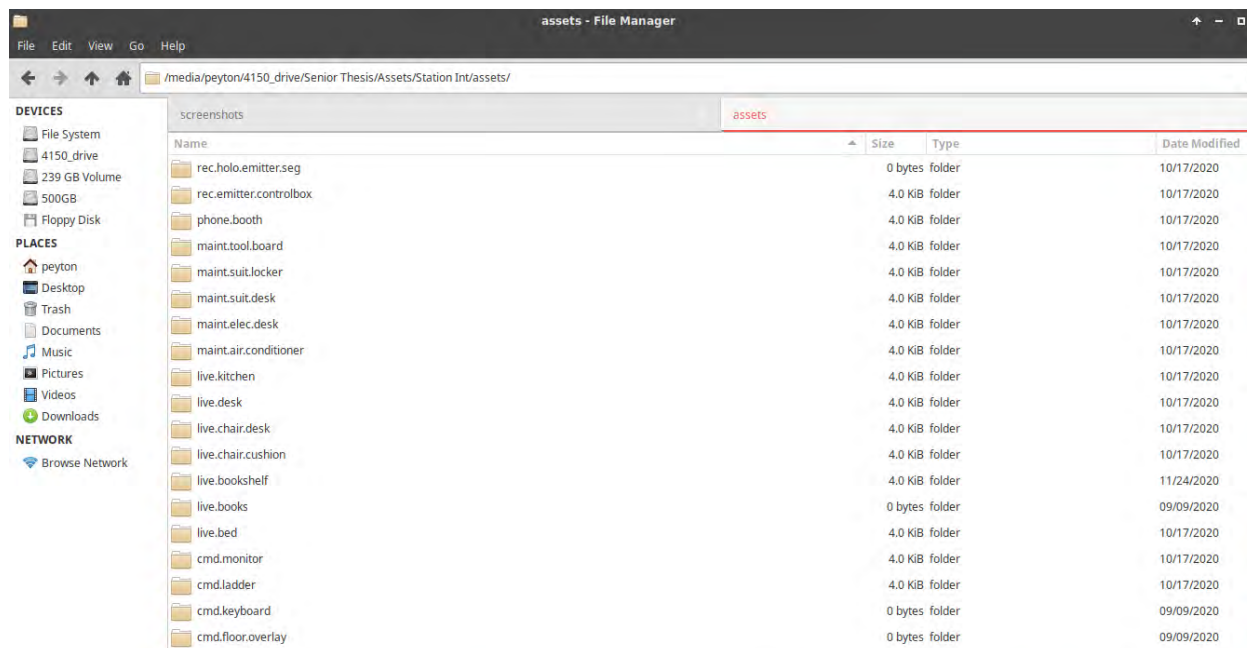 assets - File Manager
File Edit View Go Help
/media/peyton/4150_drive/Senior Thesis/Assets/Station Int/assets/
DEVICES
File System
4150_drive
239 GB Volume
500GB
Floppy Disk
PLACES
peyton
Desktop
Trash
Documents
Music
Pictures
Videos
Downloads
NETWORK
Browse Network
screenshots assets
Name Size Type Date Modified
rec.holo.emitter.seg 0 bytes folder 10/17/2020
rec.emitter.controlbox 4.0 KiB folder 10/17/2020
phone.booth 4.0 KiB folder 10/17/2020
maint.tool.board 4.0 KiB folder 10/17/2020
maint.suit.locker 4.0 KiB folder 10/17/2020
maint.suit.desk 4.0 KiB folder 10/17/2020
maint.elec.desk 4.0 KiB folder 10/17/2020
maint.air.conditioner 4.0 KiB folder 10/17/2020
live.kitchen 4.0 KiB folder 10/17/2020
live.desk 4.0 KiB folder 10/17/2020
live.chair.desk 4.0 KiB folder 10/17/2020
live.chair.cushion 4.0 KiB folder 10/17/2020
live.bookshelf 4.0 KiB folder 11/24/2020
live.books 0 bytes folder 09/09/2020
live.bed 4.0 KiB folder 10/17/2020
cmd.monitor 4.0 KiB folder 10/17/2020
cmd.ladder 4.0 KiB folder 10/17/2020
cmd.keyboard 0 bytes folder 09/09/2020
cmd.floor.overlay 0 bytes folder 09/09/2020